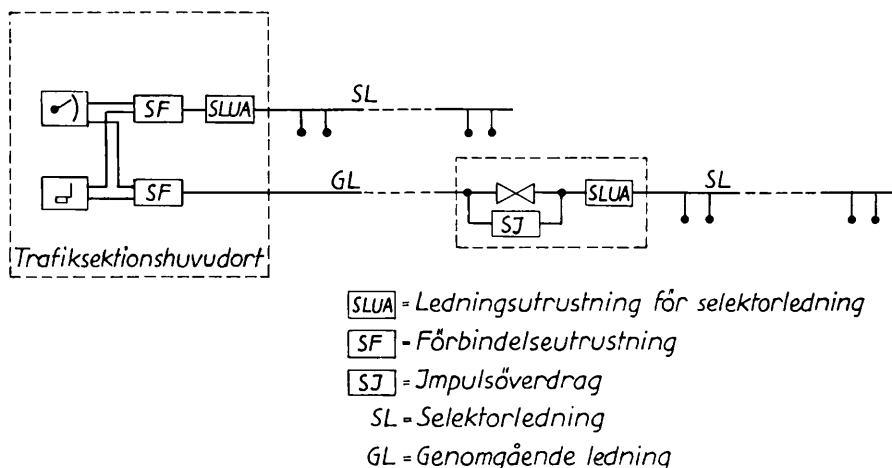 SF
SLUA
SL
SF
GL
SJ
SLUA
SL
Trafiksektionshuvudort
SLUA = Ledningsutrustning för selektorledning
SF = Förbindelseutrustning
SJ = Impulsöverdrag
SL = Selektorledning
GL = Genomgående ledning